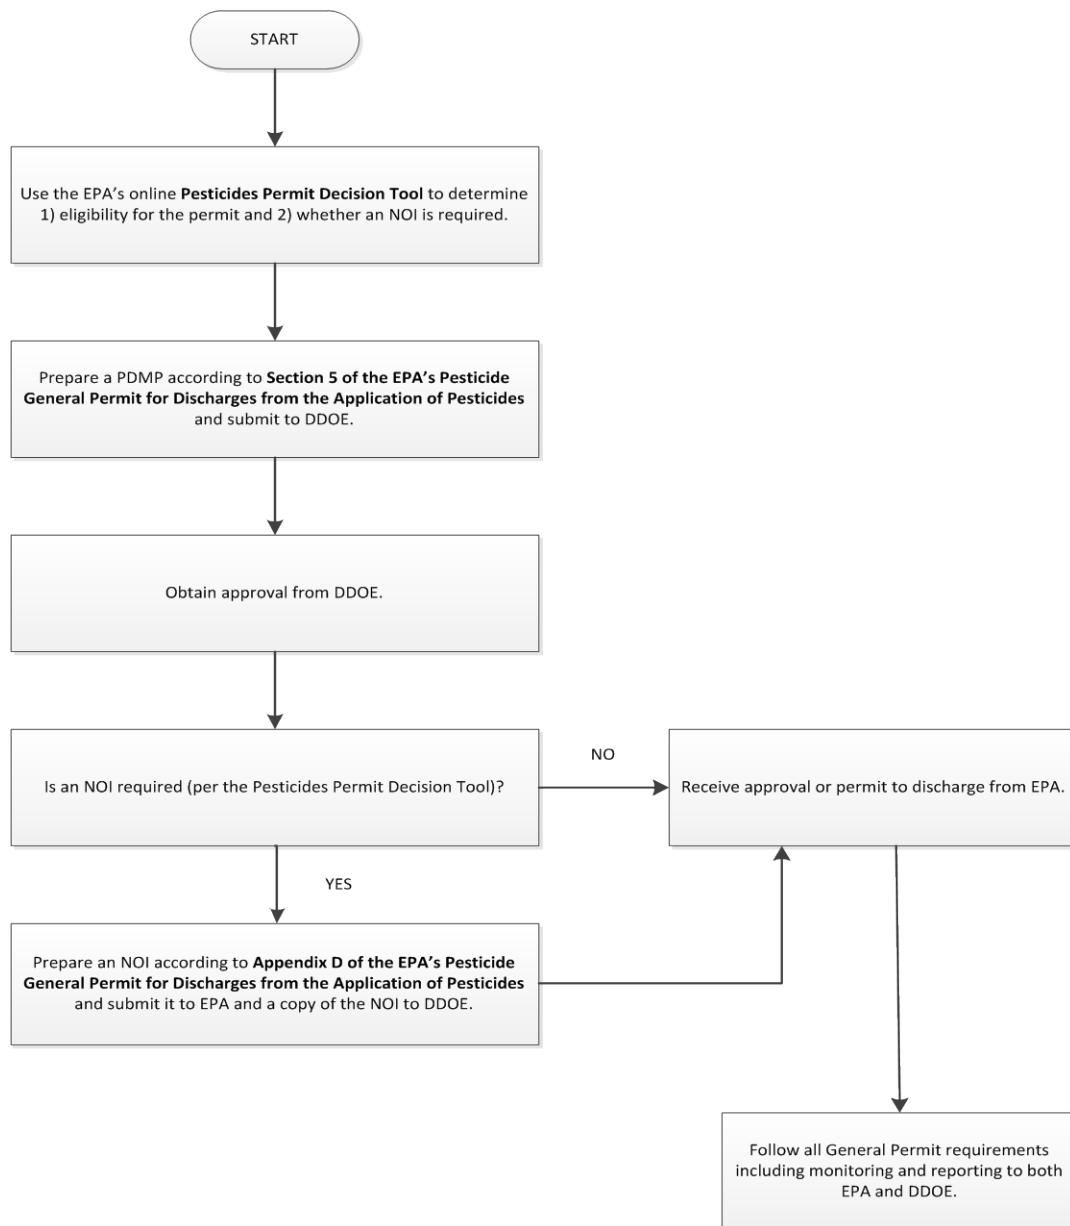 START
Use the EPA’s online Pesticides Permit Decision Tool to determine
1) eligibility for the permit and 2) whether an NOI is required.
Prepare a PDMP according to Section 5 of the EPA’s Pesticide
General Permit for Discharges from the Application of Pesticides
and submit to DDOE.
Obtain approval from DDOE.
Is an NOI required (per the Pesticides Permit Decision Tool)?
NO
Receive approval or permit to discharge from EPA.
YES
Prepare an NOI according to Appendix D of the EPA’s Pesticide
General Permit for Discharges from the Application of Pesticides
and submit it to EPA and a copy of the NOI to DDOE.
Follow all General Permit requirements
including monitoring and reporting to both
EPA and DDOE.